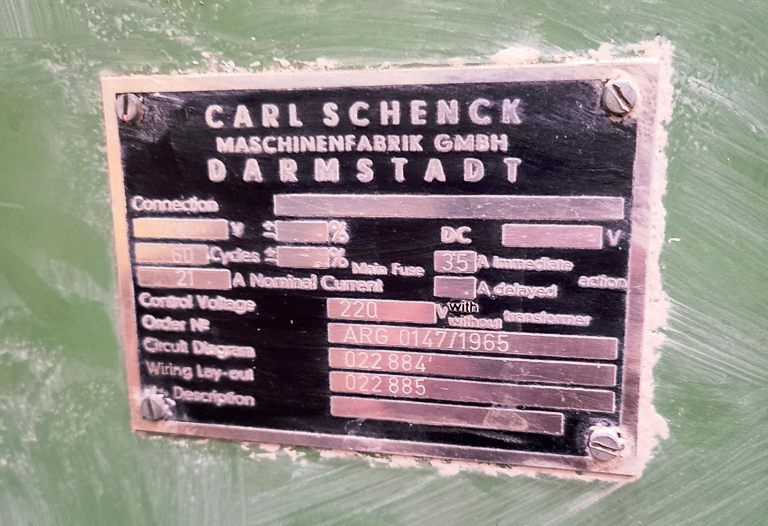 CARL SCHENCK
MASCHINENFABRIK GMBH
DARMSTADT
Connection
V ± % DC V
60 Cycles ± % Main Fuse 35 A immediate action
21 A Nominal Current A delayed
Control Voltage 220 V with without transformer
Order № ARG 0147/1965
Circuit Diagram 022 884
Wiring Lay-out 022 885
Description